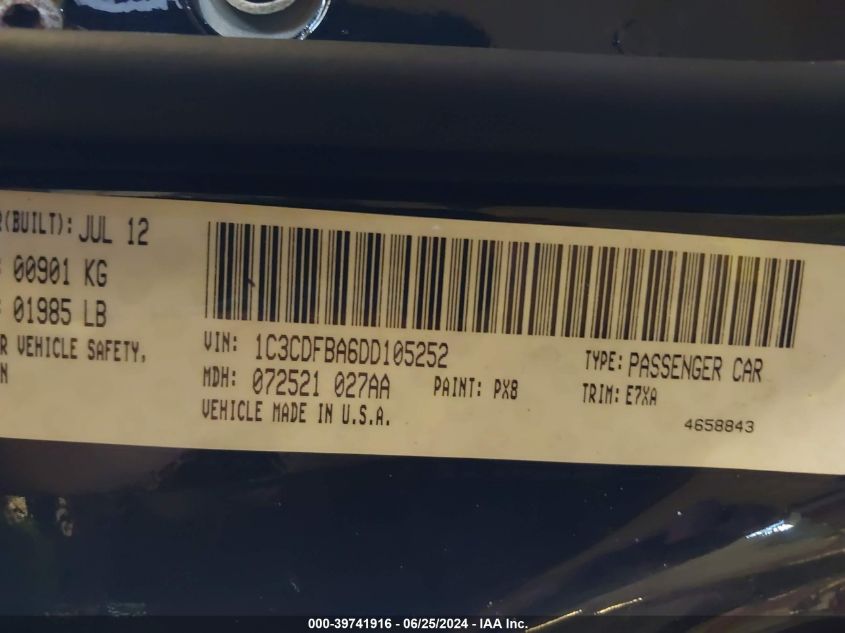 (BUILT): JUL 12
: 00901 KG
: 01985 LB
R VEHICLE SAFETY,
N
VIN: 1C3CDFBA6DD105252
TYPE: PASSENGER CAR
MDH: 072521 027AA
PAINT: PX8
TRIM: E7XA
VEHICLE MADE IN U.S.A.
4658843
000-39741916 - 06/25/2024 - IAA Inc.